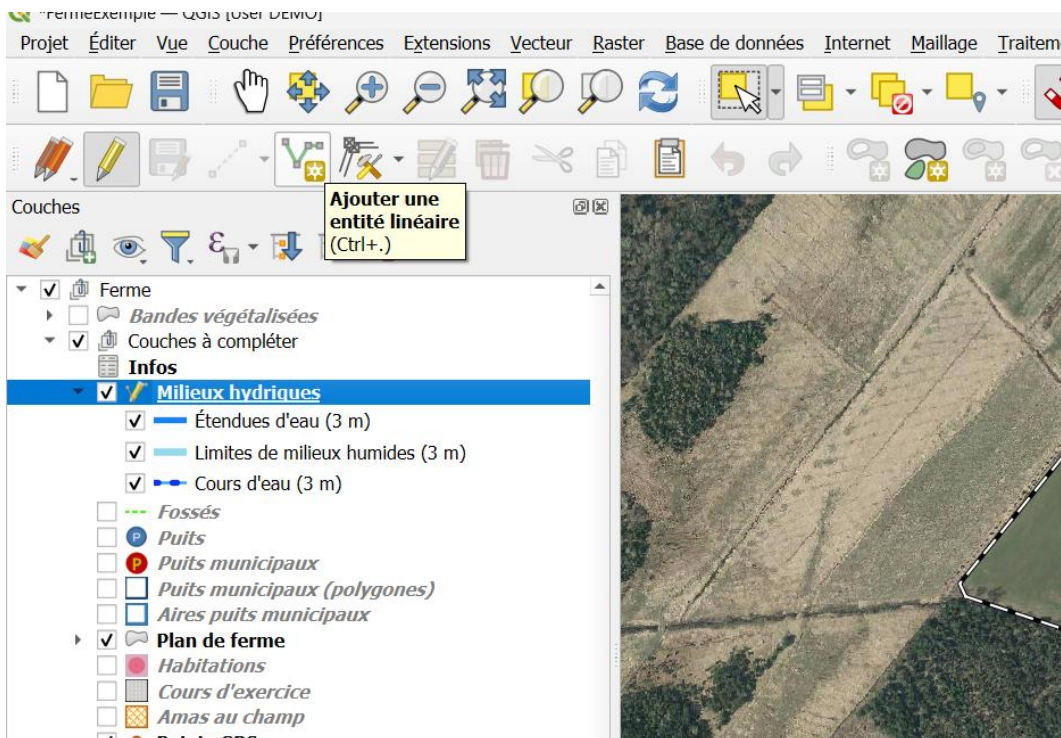 *FermeExemple — QGIS [User DEMO]
Projet Éditer Vue Couche Préférences Extensions Vecteur Raster Base de données Internet Maillage Traitem
Ajouter une
entité linéaire
(Ctrl+.)
Couches
Ferme
Bandes végétalisées
Couches à compléter
Infos
Milieux hydriques
Étendues d'eau (3 m)
Limites de milieux humides (3 m)
Cours d'eau (3 m)
Fossés
P Puits
P Puits municipaux
Puits municipaux (polygones)
Aires puits municipaux
Plan de ferme
Habitations
Cours d'exercice
Amas au champ